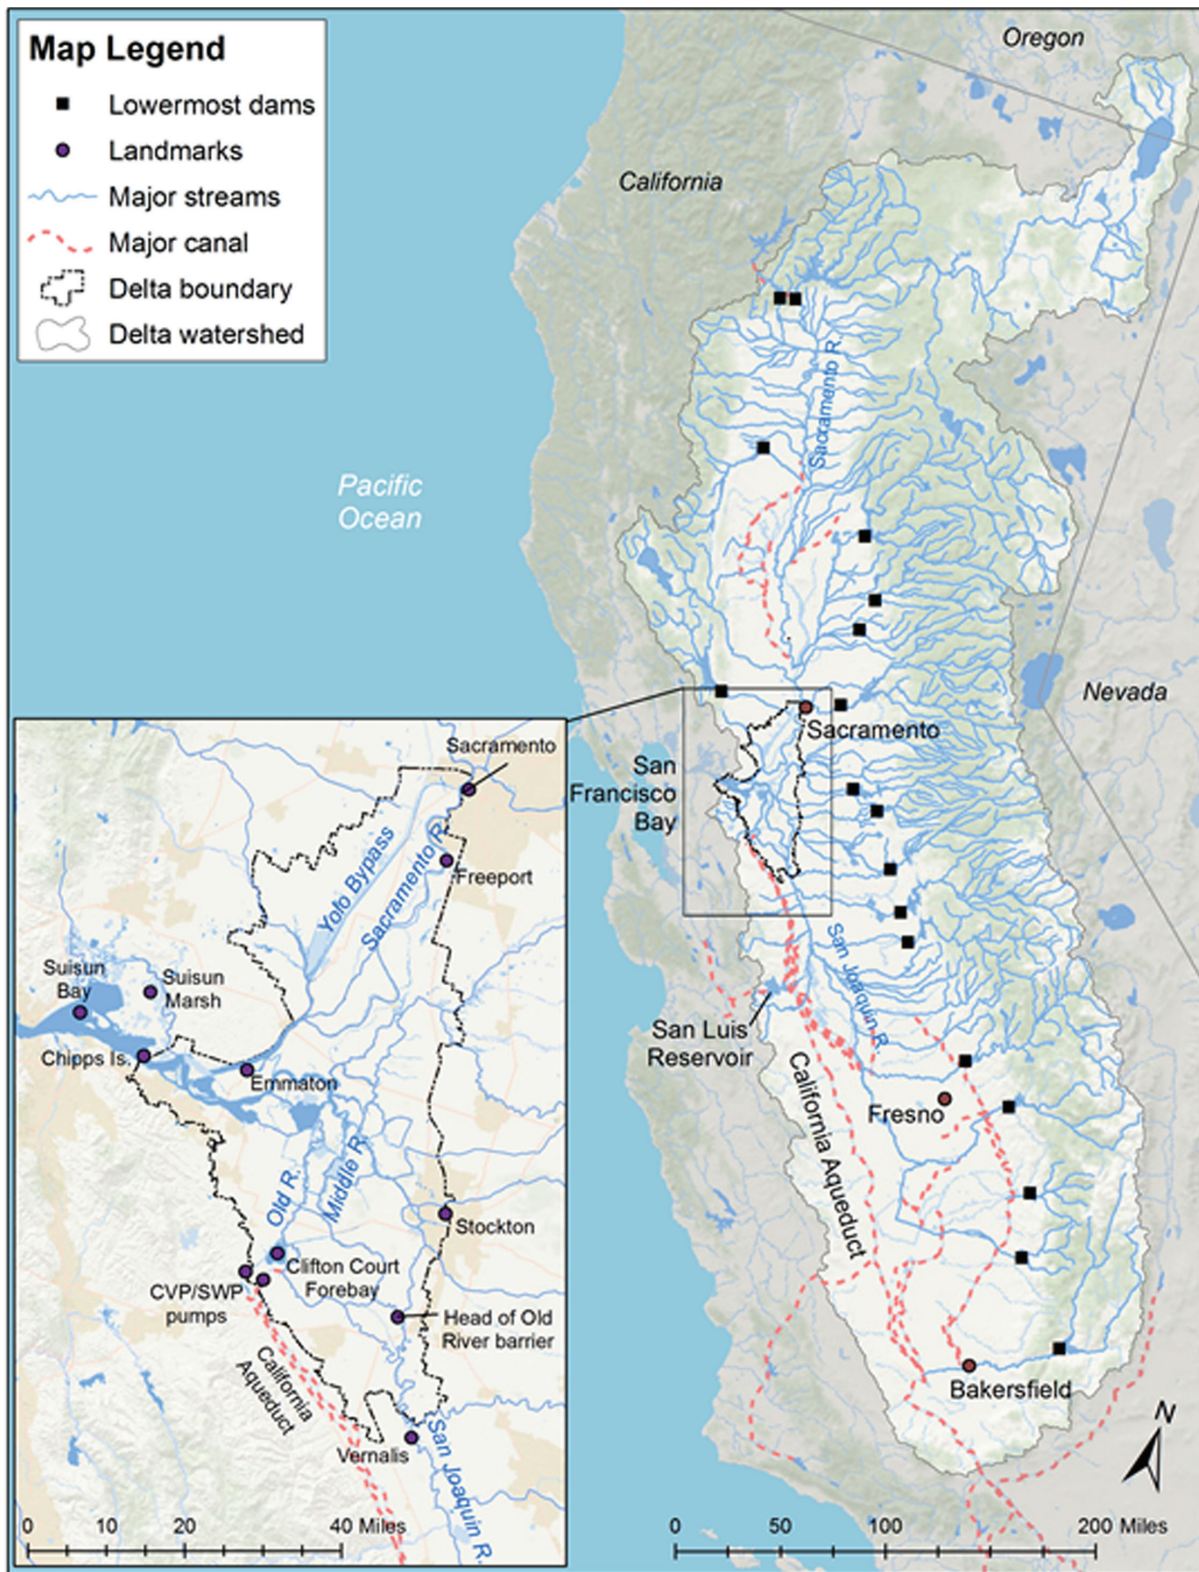 Map Legend
Lowermost dams
Landmarks
Major streams
Major canal
Delta boundary
Delta watershed
Oregon
California
Sacramento R.
Pacific
Ocean
Nevada
Sacramento
San
Francisco
Bay
San Joaquin R.
San Luis
Reservoir
California Aqueduct
Fresno
Bakersfield
N
0 50 100 200 Miles
Sacramento
Yolo Bypass
Sacramento R.
Freeport
Suisun
Bay
Suisun
Marsh
Chipps Is.
Emmaton
Old R.
Middle R.
Stockton
Clifton Court
Forebay
CVP/SWP
pumps
Head of Old
River barrier
California
Aqueduct
Vernalis
San Joaquin R.
0 10 20 40 Miles